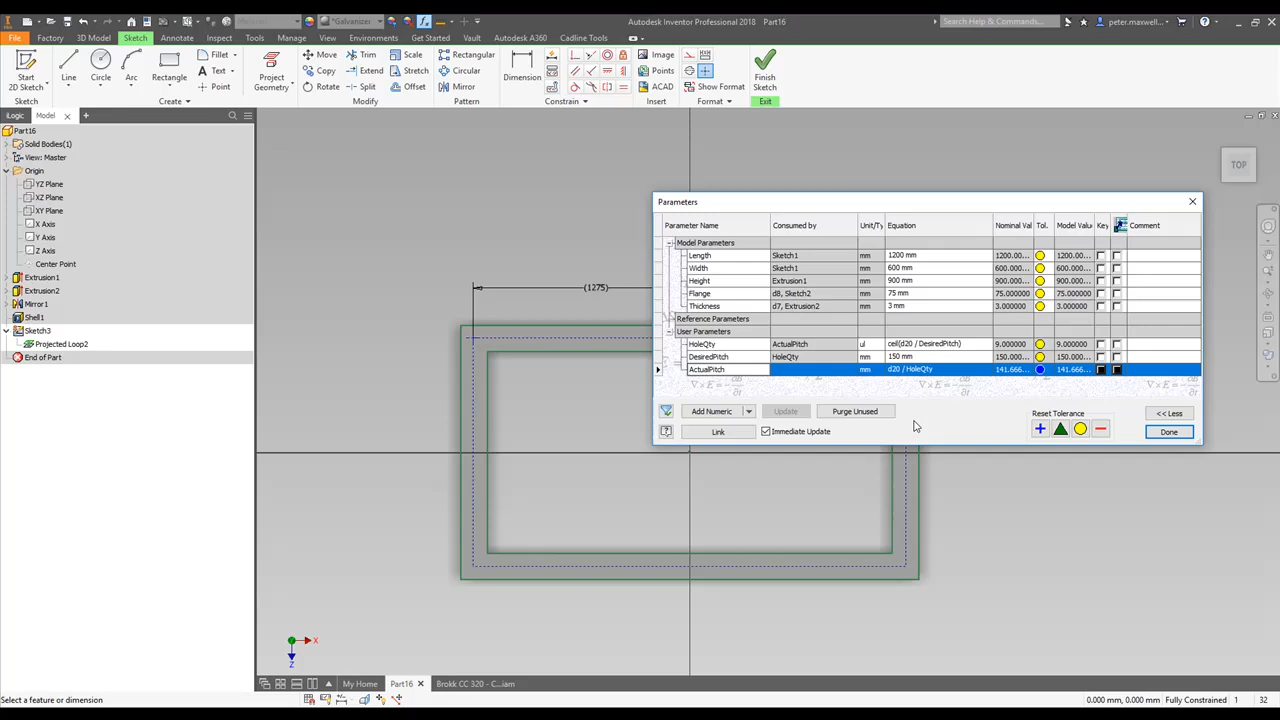 Material
*Galvanize
Autodesk Inventor Professional 2018 Part16
Search Help & Commands...
peter.maxwell...
File Factory 3D Model Sketch Annotate Inspect Tools Manage View Environments Get Started Vault Autodesk A360 Cadline Tools
Start
2D Sketch
Line
Circle
Arc
Rectangle
Fillet
Text
Point
Project
Geometry
Move Trim Scale
Copy Extend Stretch
Rotate Split Offset
Rectangular
Circular
Mirror
Dimension
Image
Points
ACAD
Show Format
Finish
Sketch
Sketch Create Modify Pattern Constrain Insert Format Exit
iLogic Model
Part16
Solid Bodies(1)
View: Master
Origin
YZ Plane
XZ Plane
XY Plane
X Axis
Y Axis
Z Axis
Center Point
Extrusion1
Extrusion2
Mirror1
Shell1
Sketch3
Projected Loop2
End of Part
TOP
(1275)
Parameters
Parameter Name Consumed by Unit/Ty Equation Nominal Val Tol. Model Value Key Comment
Model Parameters
Length Sketch1 mm 1200 mm 1200.00... 1200.00...
Width Sketch1 mm 600 mm 600.000... 600.000...
Height Extrusion1 mm 900 mm 900.000... 900.000...
Flange d8, Sketch2 mm 75 mm 75.000000 75.000000
Thickness d7, Extrusion2 mm 3 mm 3.000000 3.000000
Reference Parameters
User Parameters
HoleQty ActualPitch ul ceil(d20 / DesiredPitch) 9.000000 9.000000
DesiredPitch HoleQty mm 150 mm 150.000... 150.000...
ActualPitch mm d20 / HoleQty 141.666... 141.666...
Add Numeric Update Purge Unused Reset Tolerance << Less
Link Immediate Update Done
X
Z
My Home Part16 Brokk CC 320 - C...iam
Select a feature or dimension
0.000 mm, 0.000 mm Fully Constrained 1 32